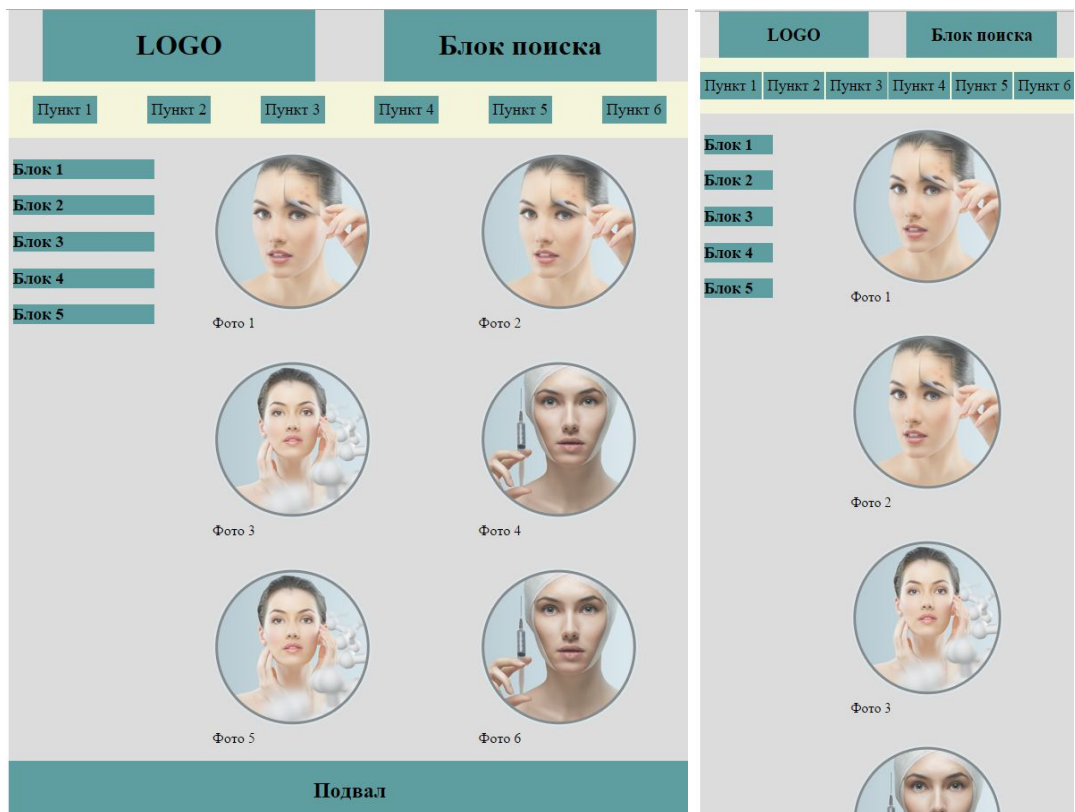 LOGO
Блок поиска
Пункт 1 Пункт 2 Пункт 3 Пункт 4 Пункт 5 Пункт 6
Блок 1
Блок 2
Блок 3
Блок 4
Блок 5
Фото 1
Фото 2
Фото 3
Фото 4
Фото 5
Фото 6
Подвал
LOGO
Блок поиска
Пункт 1 Пункт 2 Пункт 3 Пункт 4 Пункт 5 Пункт 6
Блок 1
Блок 2
Блок 3
Блок 4
Блок 5
Фото 1
Фото 2
Фото 3